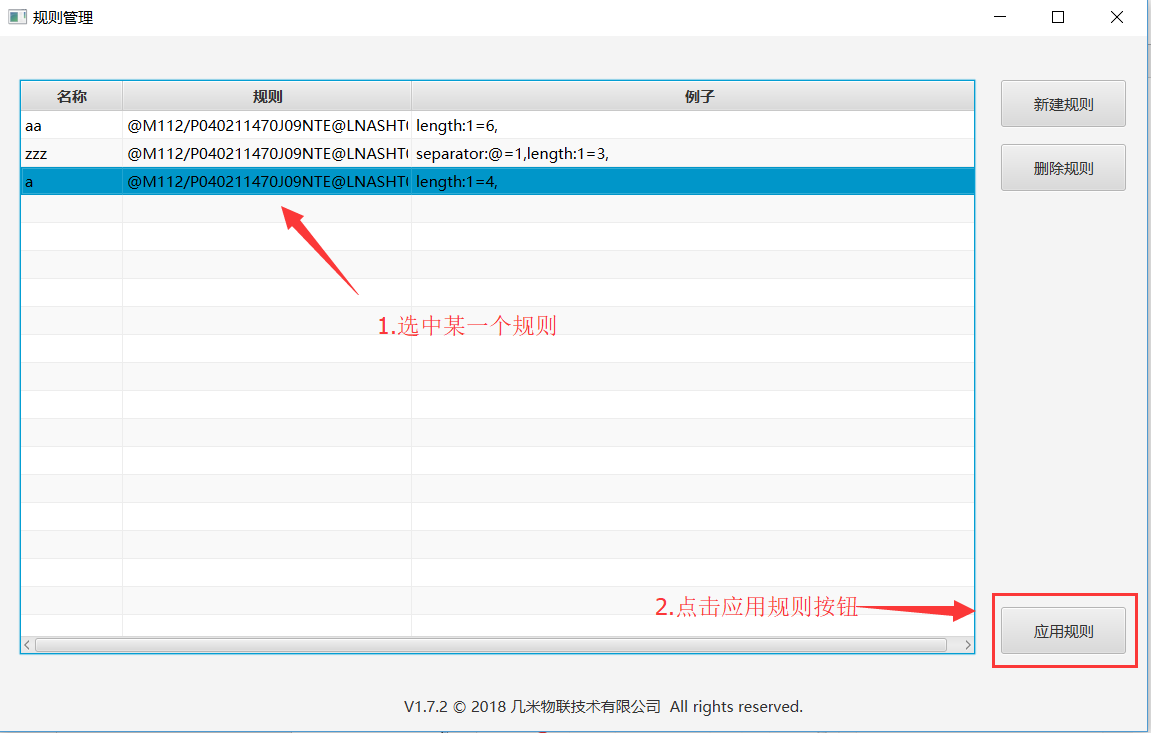 规则管理
名称 规则 例子
aa @M112/P040211470J09NTE@LNASHT length:1=6,
zzz @M112/P040211470J09NTE@LNASHT separator:@=1,length:1=3,
a @M112/P040211470J09NTE@LNASHT length:1=4,
新建规则
删除规则
1.选中某一个规则
2.点击应用规则按钮
应用规则
V1.7.2 © 2018 几米物联技术有限公司 All rights reserved.